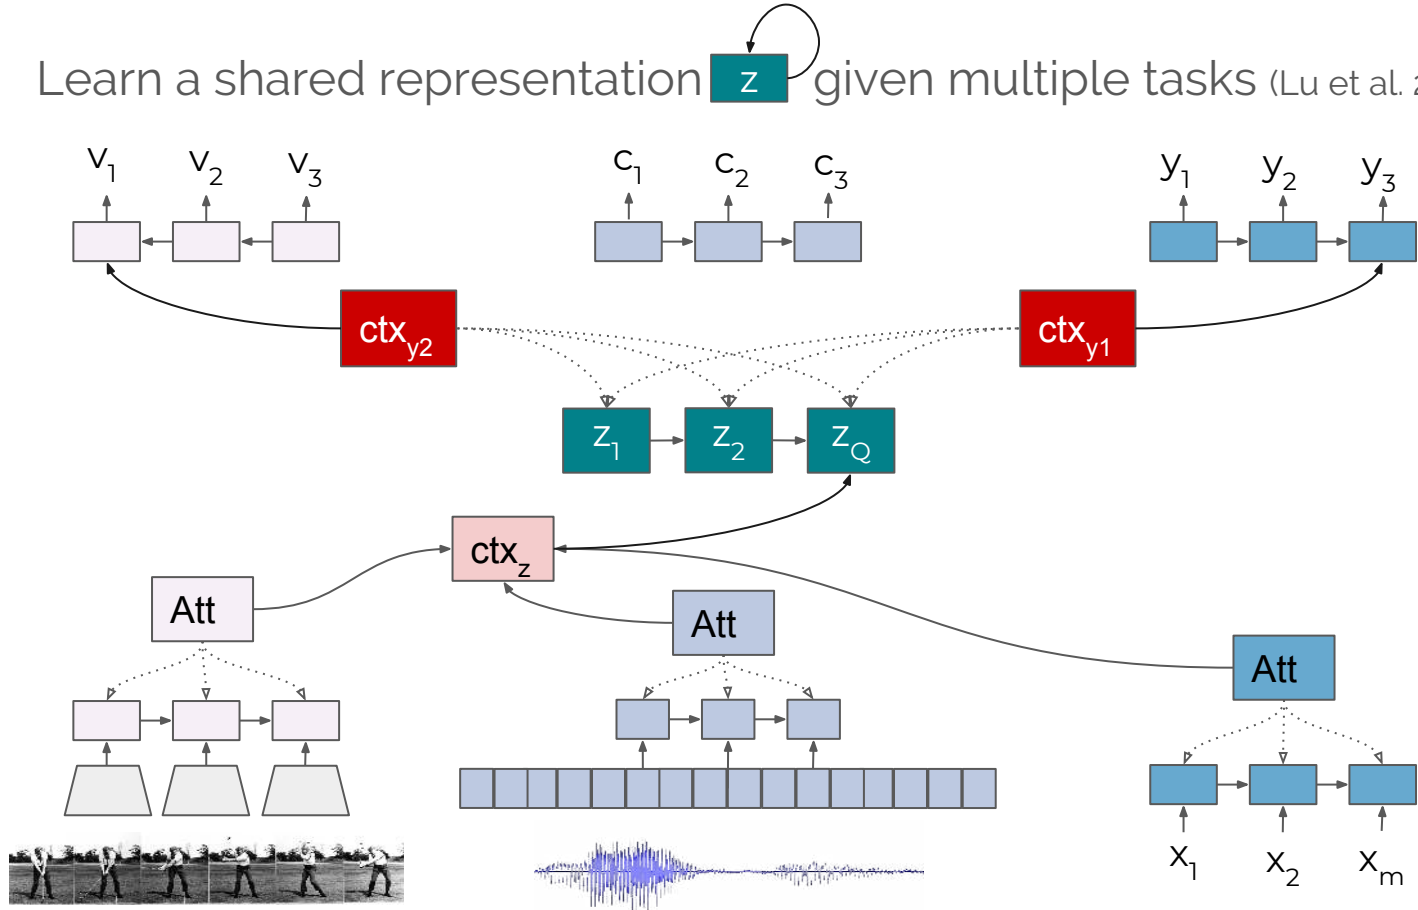 Learn a shared representation z given multiple tasks (Lu et al.
v1 v2 v3 c1 c2 c3 y1 y2 y3
ctxy2 ctxy1
z1 z2 zQ
ctxz
Att Att Att
x1 x2 xm